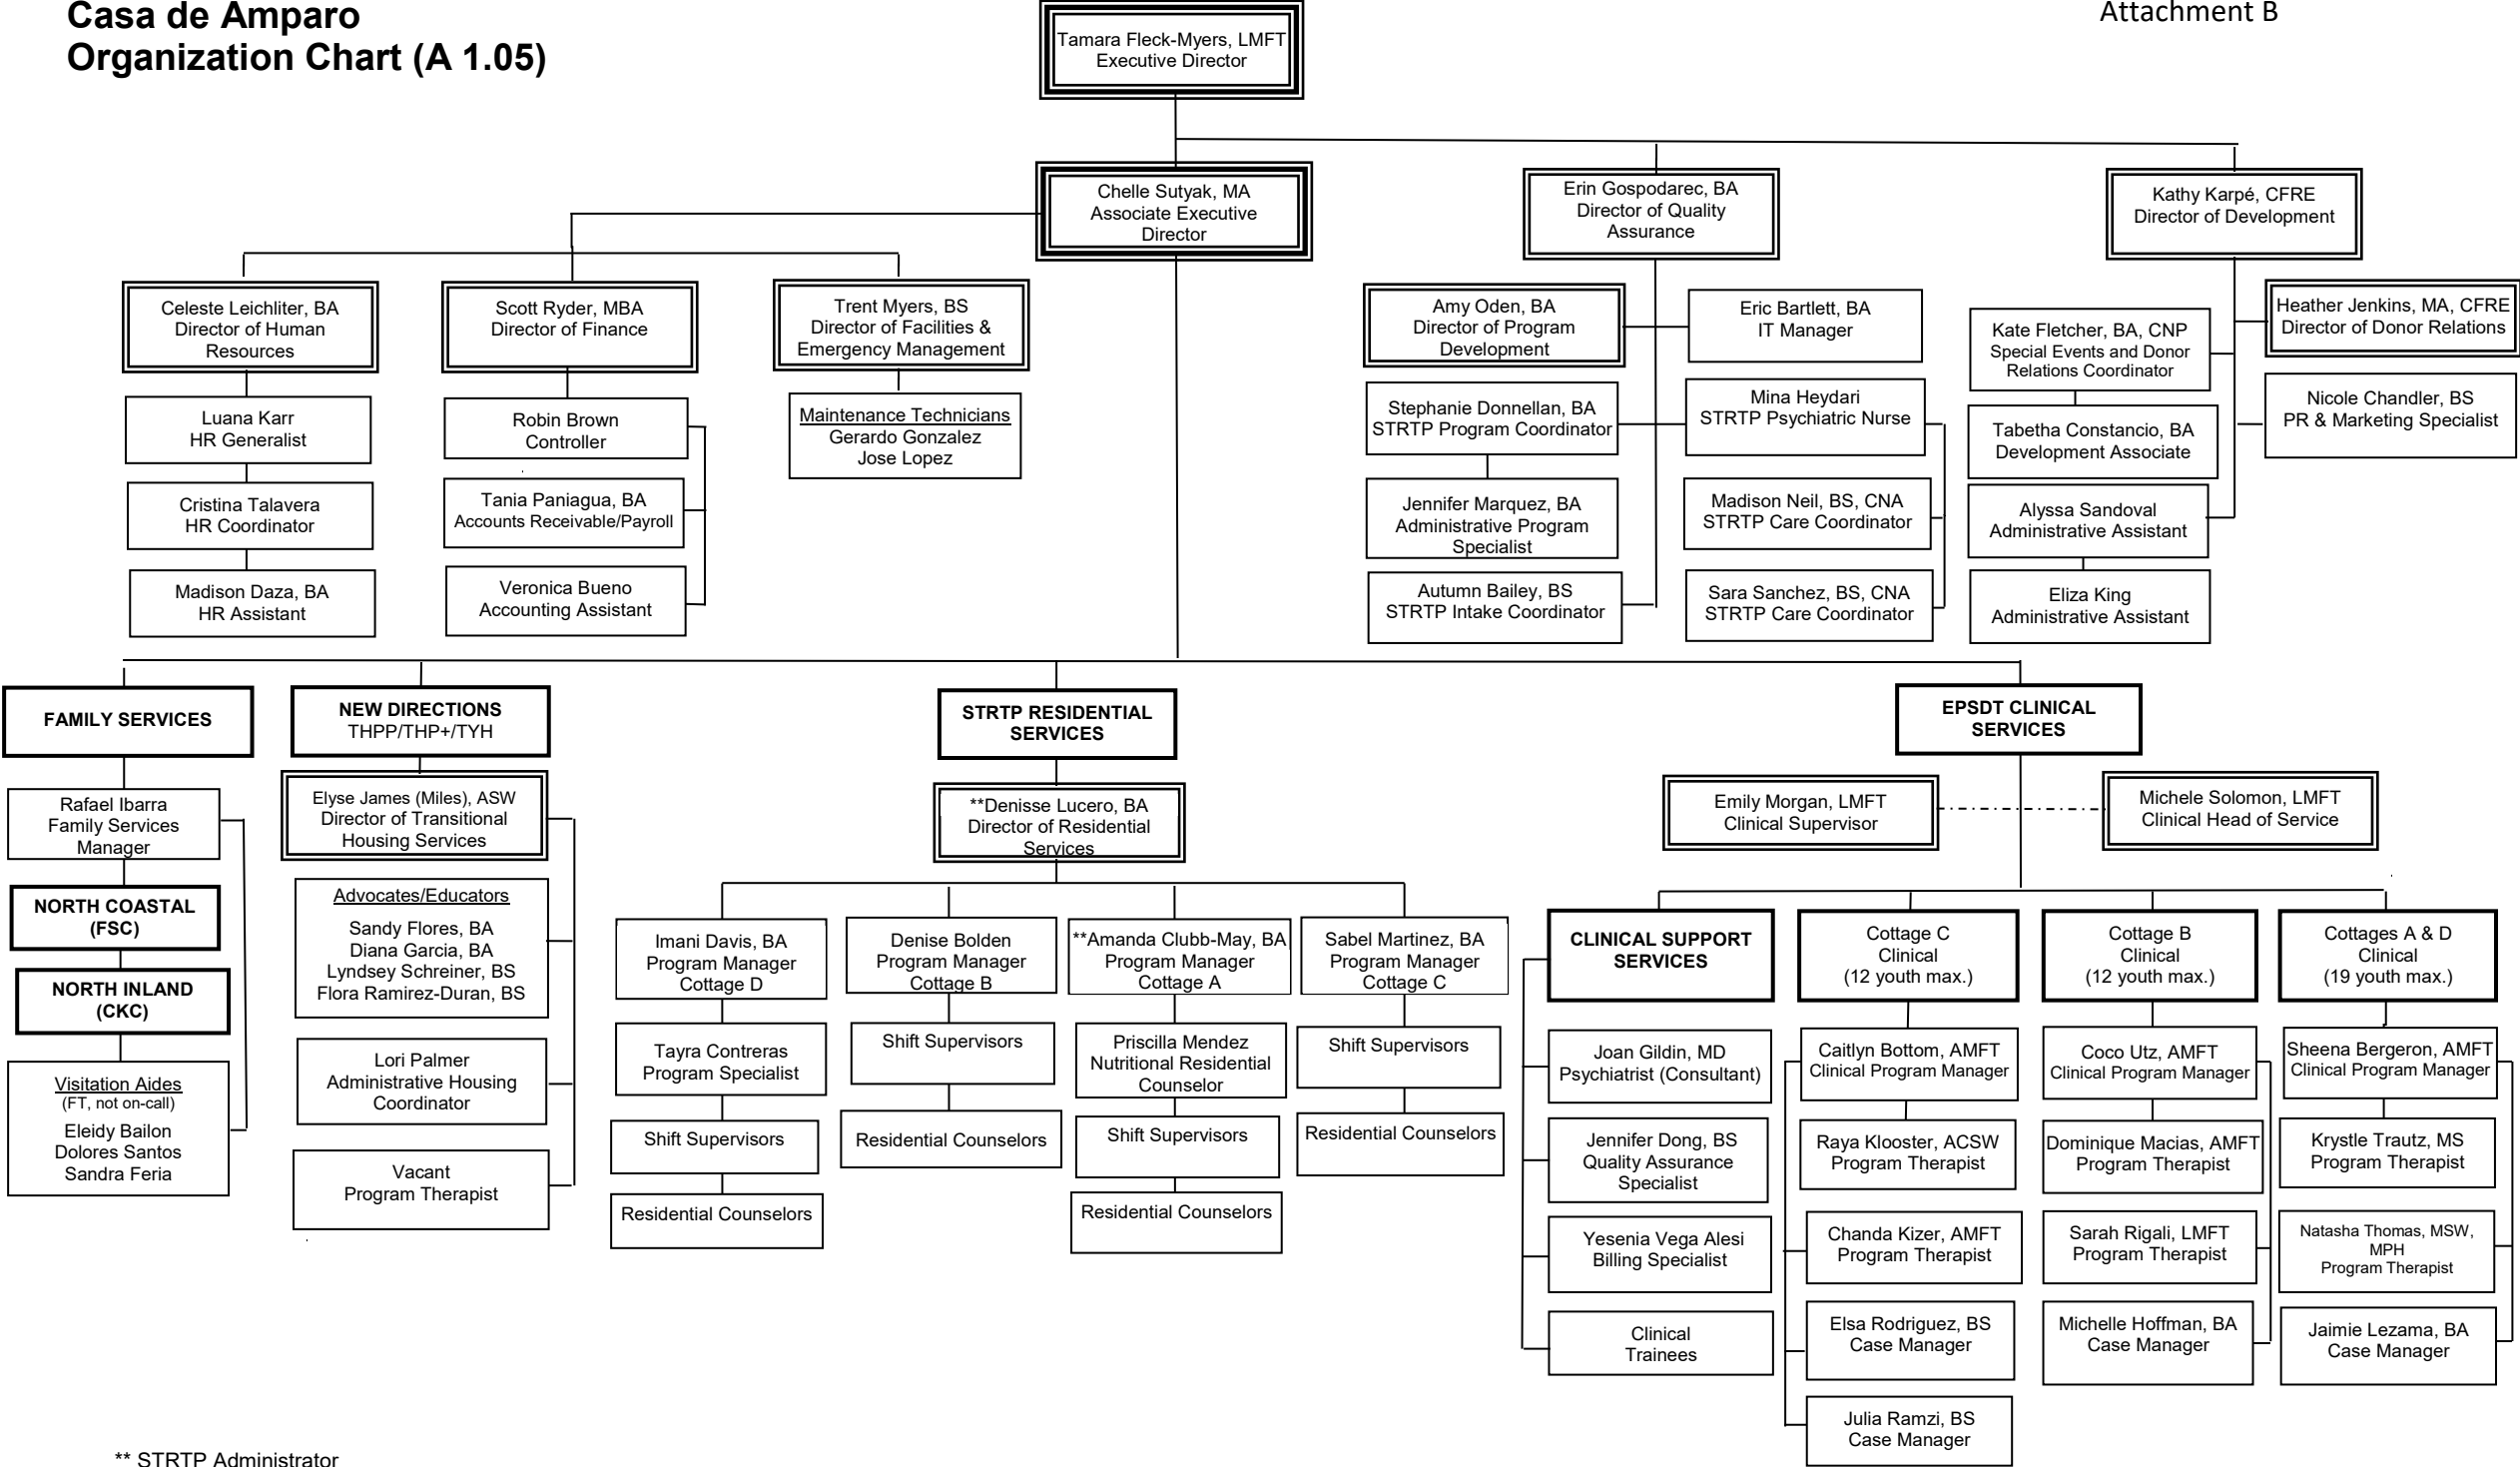 Casa de Amparo
Organization Chart (A 1.05)
Attachment B
Tamara Fleck-Myers, LMFT
Executive Director
Chelle Sutyak, MA
Associate Executive
Director
Erin Gospodarec, BA
Director of Quality
Assurance
Kathy Karpé, CFRE
Director of Development
Celeste Leichliter, BA
Director of Human
Resources
Luana Karr
HR Generalist
Cristina Talavera
HR Coordinator
Madison Daza, BA
HR Assistant
Scott Ryder, MBA
Director of Finance
Robin Brown
Controller
Tania Paniagua, BA
Accounts Receivable/Payroll
Veronica Bueno
Accounting Assistant
Trent Myers, BS
Director of Facilities &
Emergency Management
Maintenance Technicians
Gerardo Gonzalez
Jose Lopez
Amy Oden, BA
Director of Program
Development
Stephanie Donnellan, BA
STRTP Program Coordinator
Jennifer Marquez, BA
Administrative Program
Specialist
Autumn Bailey, BS
STRTP Intake Coordinator
Eric Bartlett, BA
IT Manager
Mina Heydari
STRTP Psychiatric Nurse
Madison Neil, BS, CNA
STRTP Care Coordinator
Sara Sanchez, BS, CNA
STRTP Care Coordinator
Kate Fletcher, BA, CNP
Special Events and Donor
Relations Coordinator
Tabetha Constancio, BA
Development Associate
Alyssa Sandoval
Administrative Assistant
Eliza King
Administrative Assistant
Heather Jenkins, MA, CFRE
Director of Donor Relations
Nicole Chandler, BS
PR & Marketing Specialist
FAMILY SERVICES
Rafael Ibarra
Family Services
Manager
NORTH COASTAL
(FSC)
NORTH INLAND
(CKC)
Visitation Aides
(FT, not on-call)
Eleidy Bailon
Dolores Santos
Sandra Feria
NEW DIRECTIONS
THPP/THP+/TYH
Elyse James (Miles), ASW
Director of Transitional
Housing Services
Advocates/Educators
Sandy Flores, BA
Diana Garcia, BA
Lyndsey Schreiner, BS
Flora Ramirez-Duran, BS
Lori Palmer
Administrative Housing
Coordinator
Vacant
Program Therapist
STRTP RESIDENTIAL
SERVICES
**Denisse Lucero, BA
Director of Residential
Services
Imani Davis, BA
Program Manager
Cottage D
Tayra Contreras
Program Specialist
Shift Supervisors
Residential Counselors
Denise Bolden
Program Manager
Cottage B
Shift Supervisors
Residential Counselors
**Amanda Clubb-May, BA
Program Manager
Cottage A
Priscilla Mendez
Nutritional Residential
Counselor
Shift Supervisors
Residential Counselors
Sabel Martinez, BA
Program Manager
Cottage C
Shift Supervisors
Residential Counselors
EPSDT CLINICAL
SERVICES
Emily Morgan, LMFT
Clinical Supervisor
Michele Solomon, LMFT
Clinical Head of Service
CLINICAL SUPPORT
SERVICES
Joan Gildin, MD
Psychiatrist (Consultant)
Jennifer Dong, BS
Quality Assurance
Specialist
Yesenia Vega Alesi
Billing Specialist
Clinical
Trainees
Cottage C
Clinical
(12 youth max.)
Caitlyn Bottom, AMFT
Clinical Program Manager
Raya Klooster, ACSW
Program Therapist
Chanda Kizer, AMFT
Program Therapist
Elsa Rodriguez, BS
Case Manager
Julia Ramzi, BS
Case Manager
Cottage B
Clinical
(12 youth max.)
Coco Utz, AMFT
Clinical Program Manager
Dominique Macias, AMFT
Program Therapist
Sarah Rigali, LMFT
Program Therapist
Michelle Hoffman, BA
Case Manager
Cottages A & D
Clinical
(19 youth max.)
Sheena Bergeron, AMFT
Clinical Program Manager
Krystle Trautz, MS
Program Therapist
Natasha Thomas, MSW,
MPH
Program Therapist
Jaimie Lezama, BA
Case Manager
** STRTP Administrator